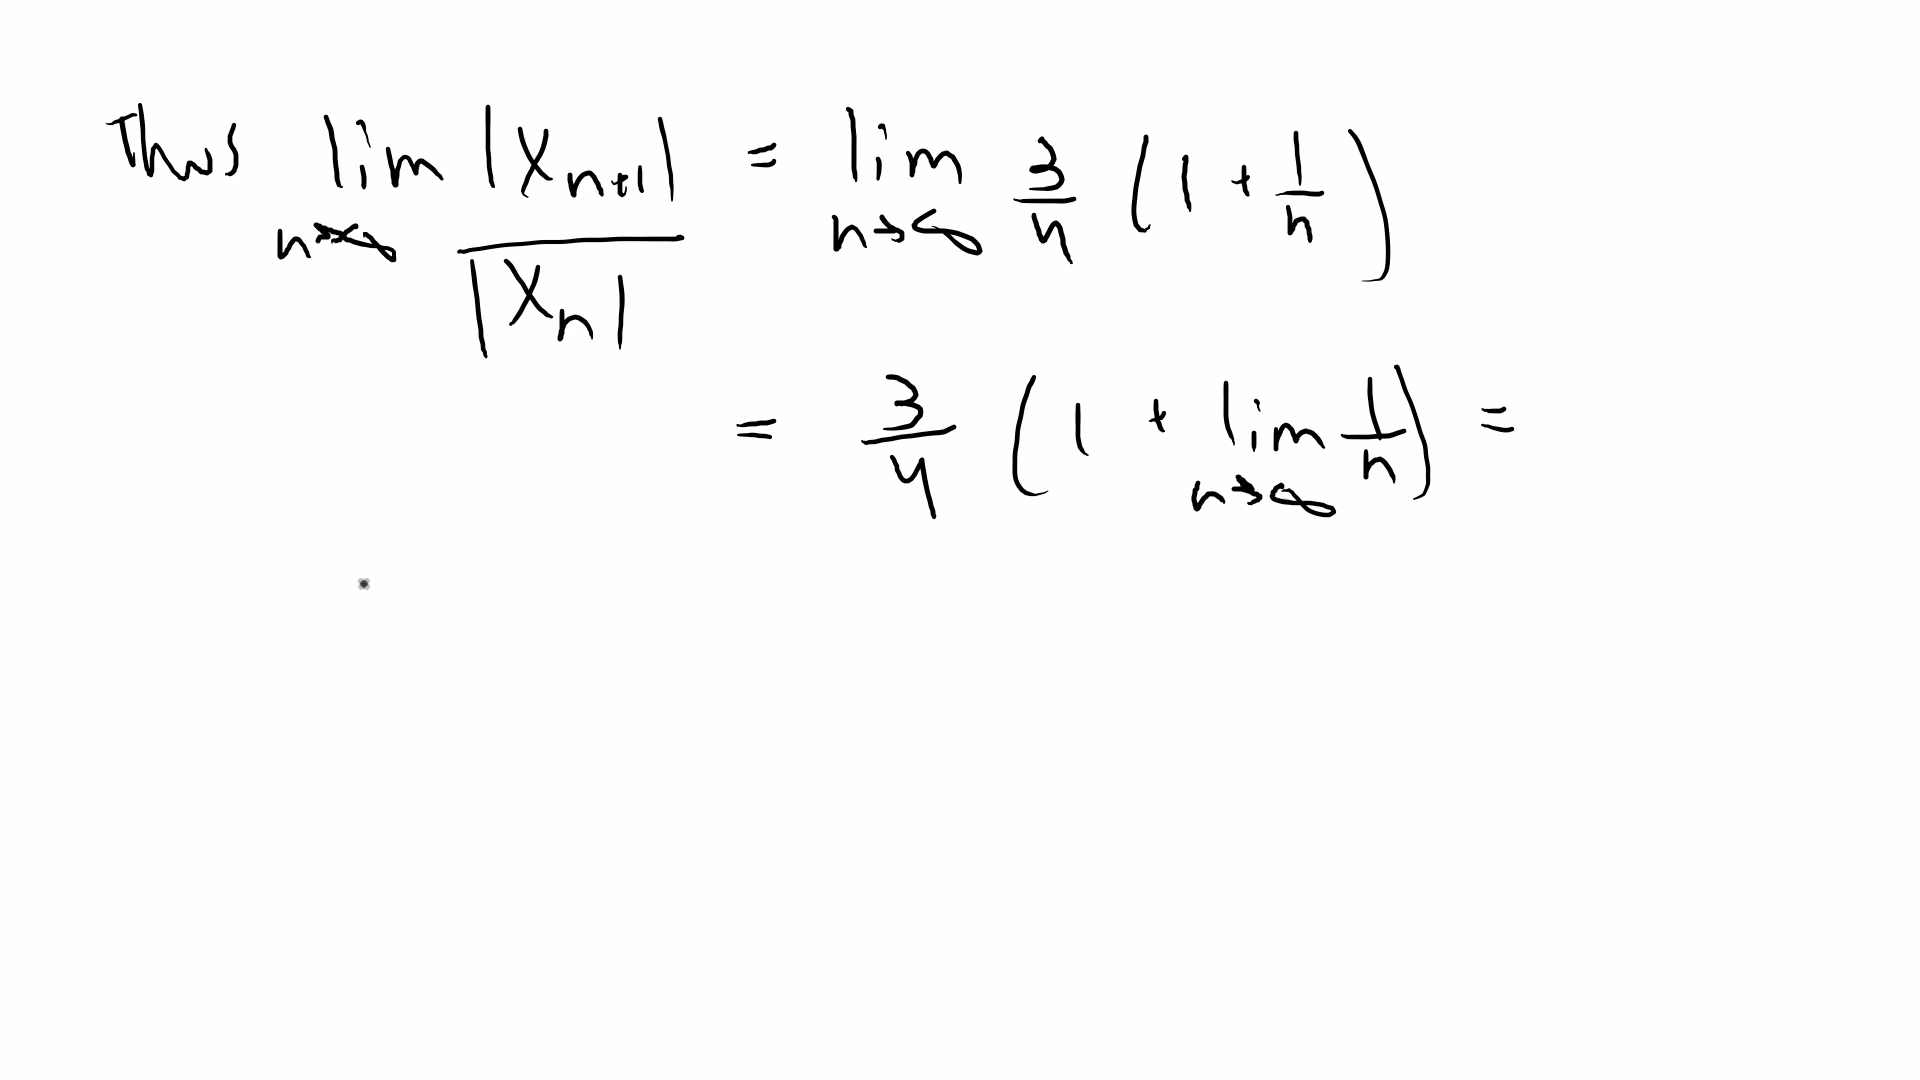 Thus lim n→∞ |x_{n+1}| / |x_n| = lim n→∞ 3/4 (1 + 1/n)
= 3/4 (1 + lim n→∞ 1/n) =